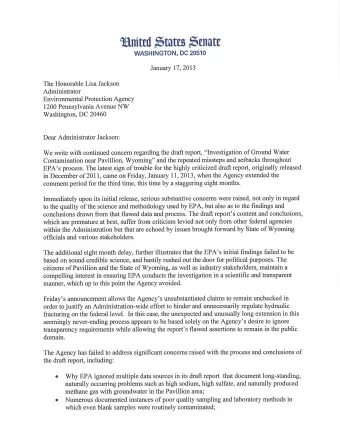 United States Senate
WASHINGTON, DC 20510
January 17, 2013
The Honorable Lisa Jackson
Administrator
Environmental Protection Agency
1200 Pennsylvania Avenue NW
Washington, DC 20460
Dear Administrator Jackson:
We write with continued concern regarding the draft report, "Investigation of Ground Water
Contamination near Pavillion, Wyoming" and the repeated missteps and setbacks throughout
EPA's process. The latest sign of trouble for the highly criticized draft report, originally released
in December of 2011, came on Friday, January 11, 2013, when the Agency extended the
comment period for the third time, this time by a staggering eight months.
Immediately upon its initial release, serious substantive concerns were raised, not only in regard
to the quality of the science and methodology used by EPA, but also as to the findings and
conclusions drawn from that flawed data and process. The draft report's content and conclusions,
which are premature at best, suffer from criticism levied not only from other federal agencies
within the Administration but that are echoed by issues brought forward by State of Wyoming
officials and various stakeholders.
The additional eight month delay, further illustrates that the EPA's initial findings failed to be
based on sound credible science, and hastily rushed out the door for political purposes. The
citizens of Pavillion and the State of Wyoming, as well as industry stakeholders, maintain a
compelling interest in ensuring EPA conducts the investigation in a scientific and transparent
manner, which up to this point the Agency avoided.
Friday's announcement allows the Agency's unsubstantiated claims to remain unchecked in
order to justify an Administration-wide effort to hinder and unnecessarily regulate hydraulic
fracturing on the federal level. In this case, the unexpected and unusually long extension in this
seemingly never-ending process appears to be based solely on the Agency's desire to ignore
transparency requirements while allowing the report's flawed assertions to remain in the public
domain.
The Agency has failed to address significant concerns raised with the process and conclusions of
the draft report, including:
• Why EPA ignored multiple data sources in its draft report that document long-standing,
naturally occurring problems such as high sodium, high sulfate, and naturally produced
methane gas with groundwater in the Pavillion area;
• Numerous documented instances of poor quality sampling and laboratory methods in
which even blank samples were routinely contaminated;